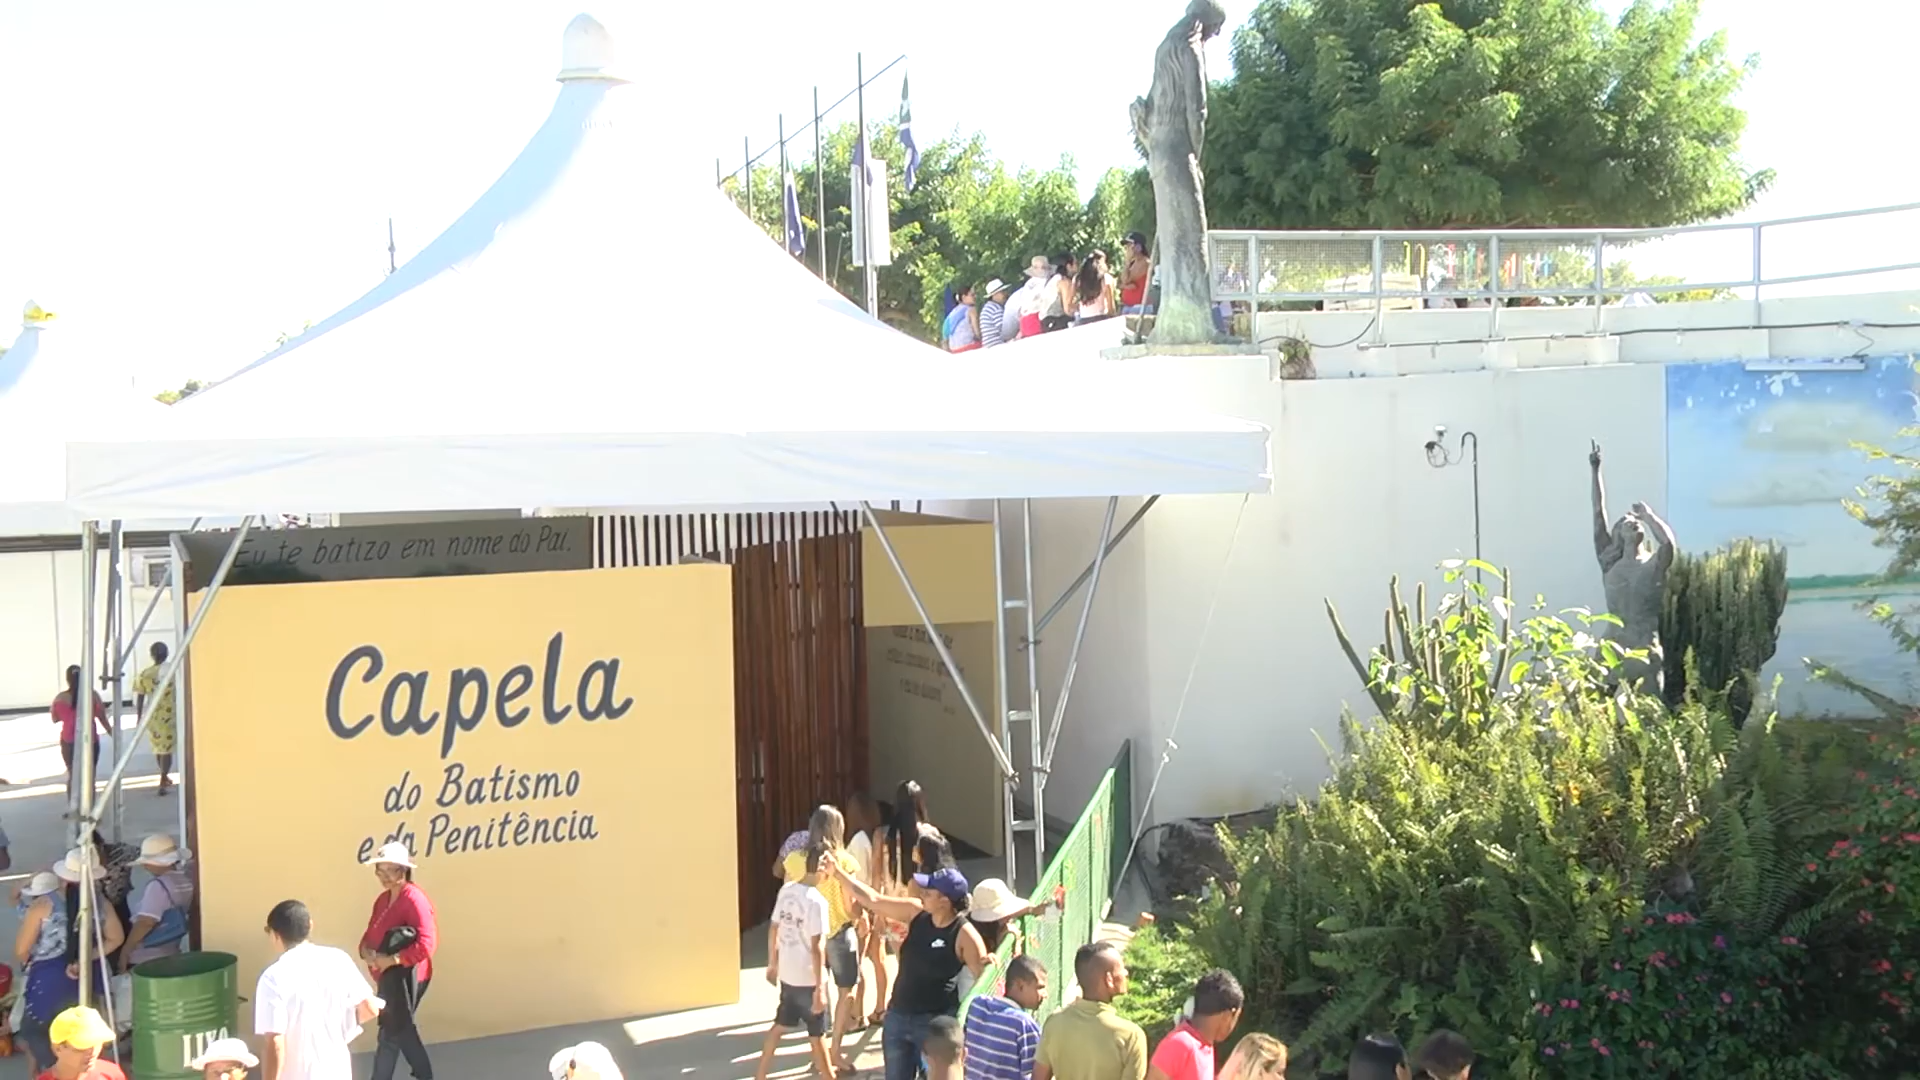 Eu te batizo em nome do Pai,
Capela
do Batismo
e da Penitência
LIXO